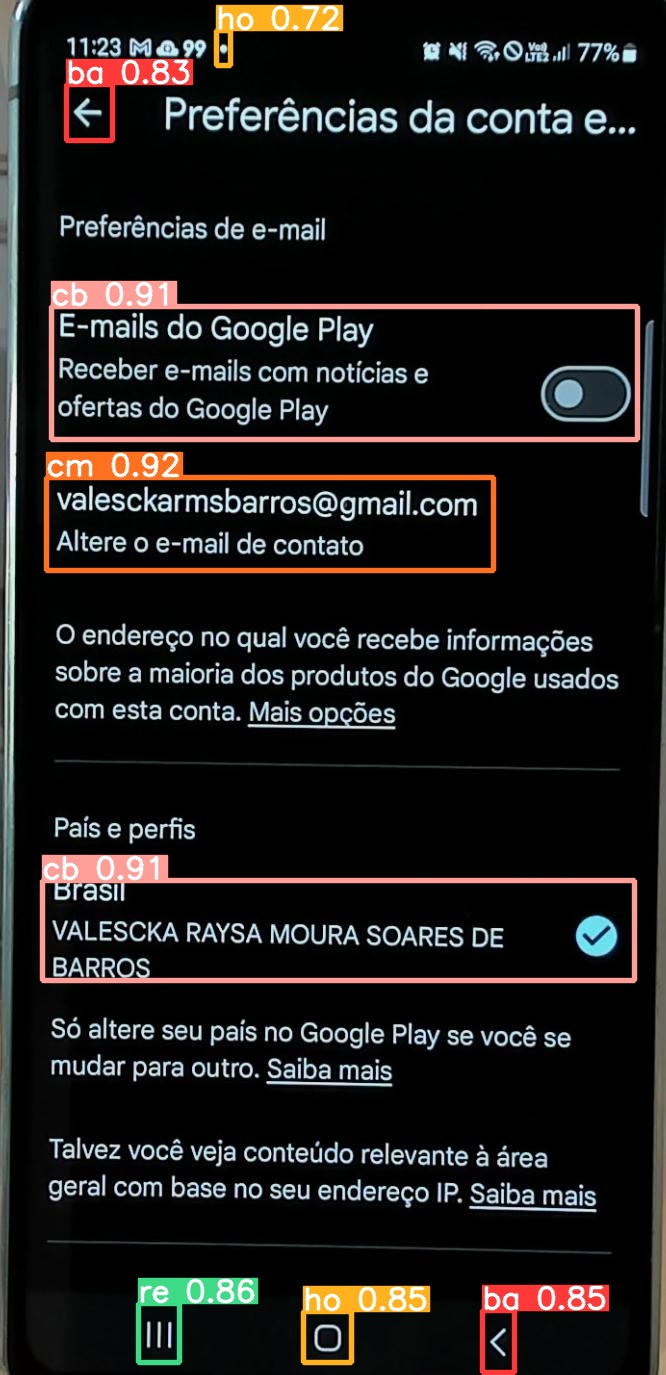 ho 0.72
11:23 99 77%
VoD LTE2
ba 0.83
Preferências da conta e...
Preferências de e-mail
cb 0.91
E-mails do Google Play
Receber e-mails com notícias e
ofertas do Google Play
cm 0.92
valesckarmsbarros@gmail.com
Altere o e-mail de contato
O endereço no qual você recebe informações
sobre a maioria dos produtos do Google usados
com esta conta. Mais opções
País e perfis
cb 0.91
Brasil
VALESCKA RAYSA MOURA SOARES DE
BARROS
Só altere seu país no Google Play se você se
mudar para outro. Saiba mais
Talvez você veja conteúdo relevante à área
geral com base no seu endereço IP. Saiba mais
re 0.86
ho 0.85
ba 0.85